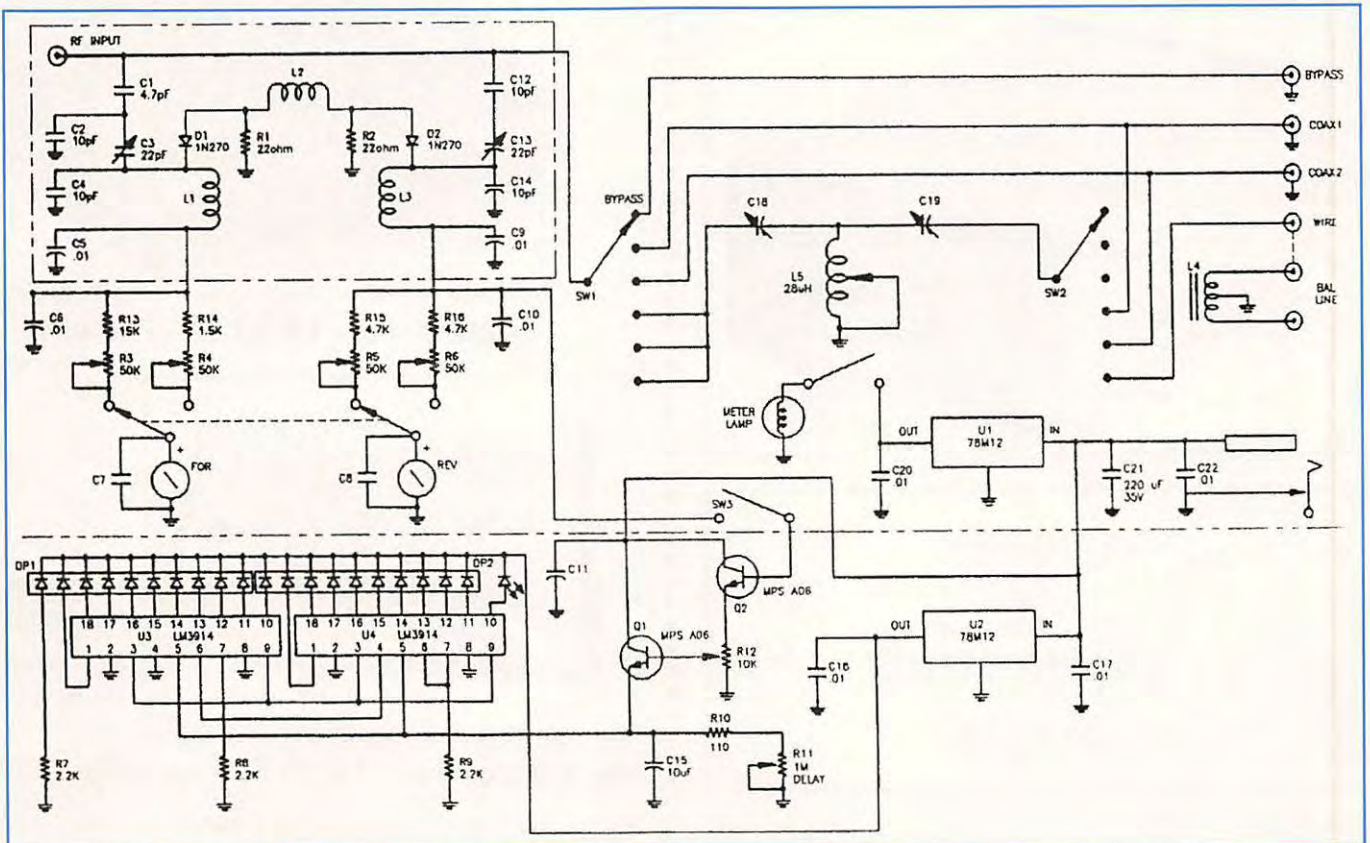 RF INPUT
C1
4.7pF
C2
10pF
C3
22pF
C4
10pF
C5
.01
D1
1N270
R1
22ohm
L2
R2
22ohm
D2
1N270
C12
10pF
C13
22pF
C14
10pF
C9
.01
L1
L3
BYPASS
COAX1
COAX2
WIRE
BAL
LINE
L4
BYPASS
SW1
C18
C19
L5
28uH
SW2
C6
.01
R13
15K
R14
1.5K
R3
50K
R4
50K
R15
4.7K
R16
4.7K
R5
50K
R6
50K
C10
.01
C7
+
FOR
C8
+
REV
METER
LAMP
OUT
U1
78M12
IN
C20
.01
C21
220 uF
35V
C22
.01
SW3
DP1
DP2
18 17 16 15 14 13 12 11 10
U3 LM3914
1 2 3 4 5 6 7 8 9
18 17 16 15 14 13 12 11 10
U4 LM3914
1 2 3 4 5 6 7 8 9
C11
Q2
MPS A06
Q1
MPS A06
R12
10K
OUT
U2
78M12
IN
C16
.01
C17
.01
R10
110
R11
1M
DELAY
C15
10uF
R7
2.2K
R8
2.2K
R9
2.2K